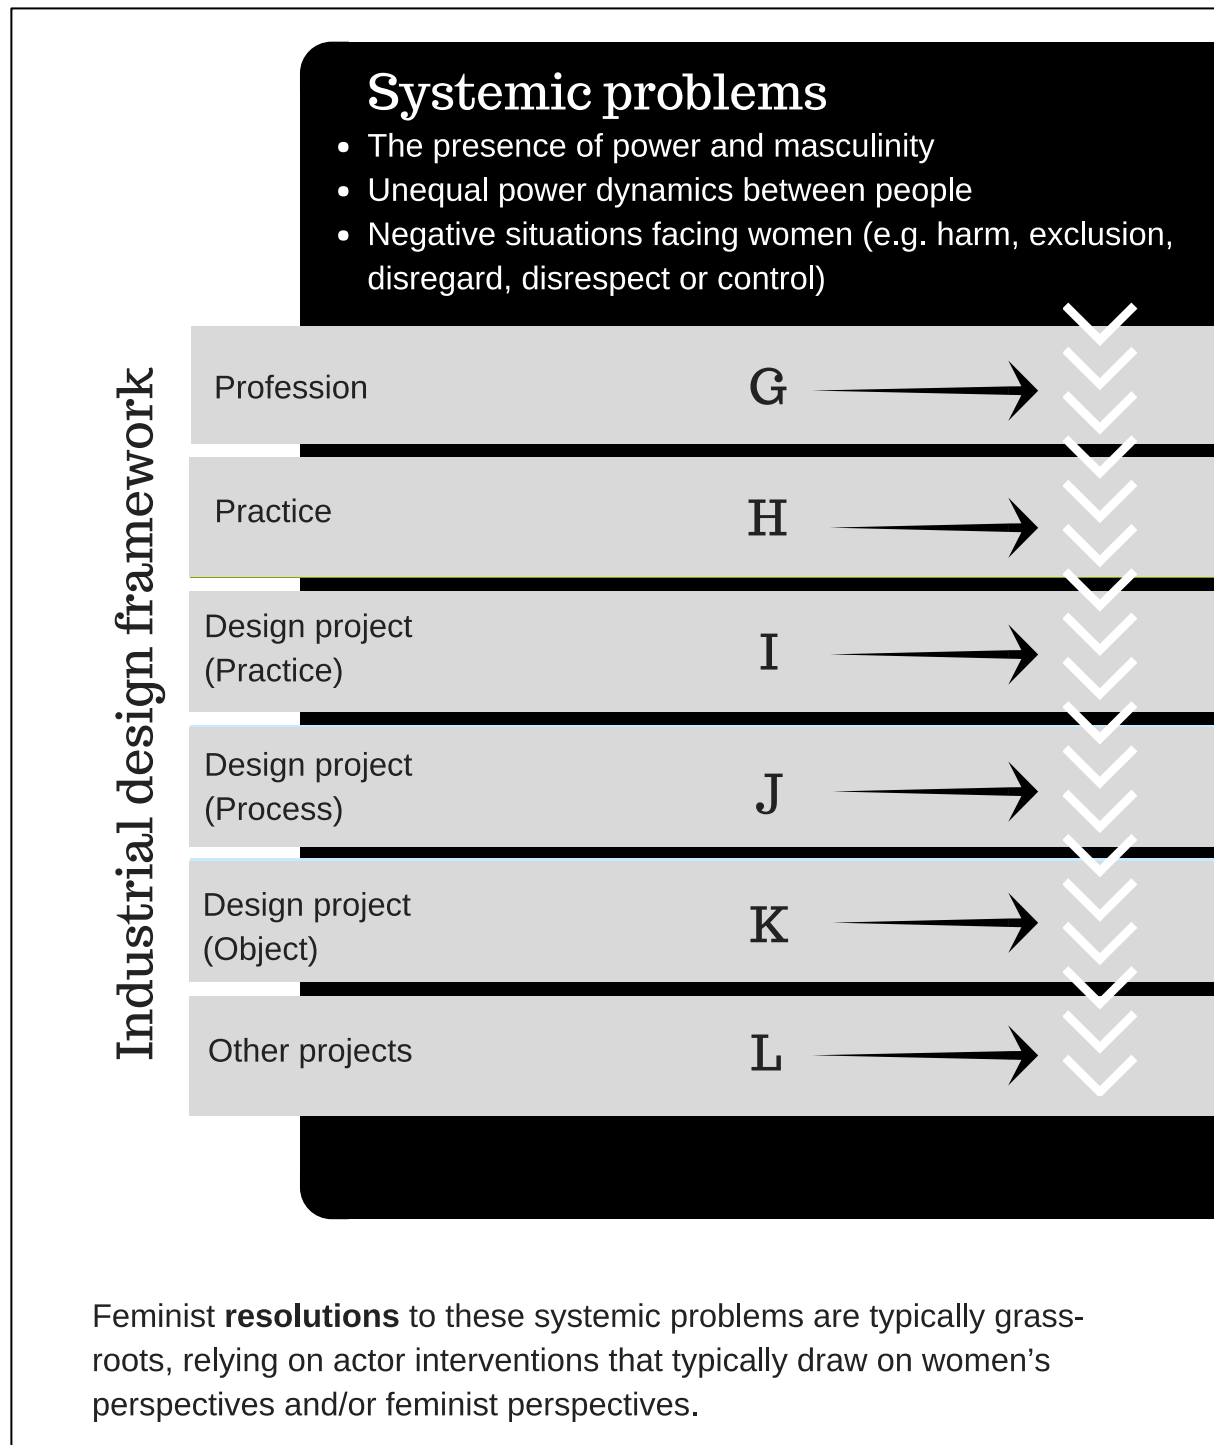 Systemic problems
• The presence of power and masculinity
• Unequal power dynamics between people
• Negative situations facing women (e.g. harm, exclusion,
disregard, disrespect or control)
Industrial design framework
Profession
G
Practice
H
Design project
(Practice)
I
Design project
(Process)
J
Design project
(Object)
K
Other projects
L
Feminist resolutions to these systemic problems are typically grass-
roots, relying on actor interventions that typically draw on women’s
perspectives and/or feminist perspectives.